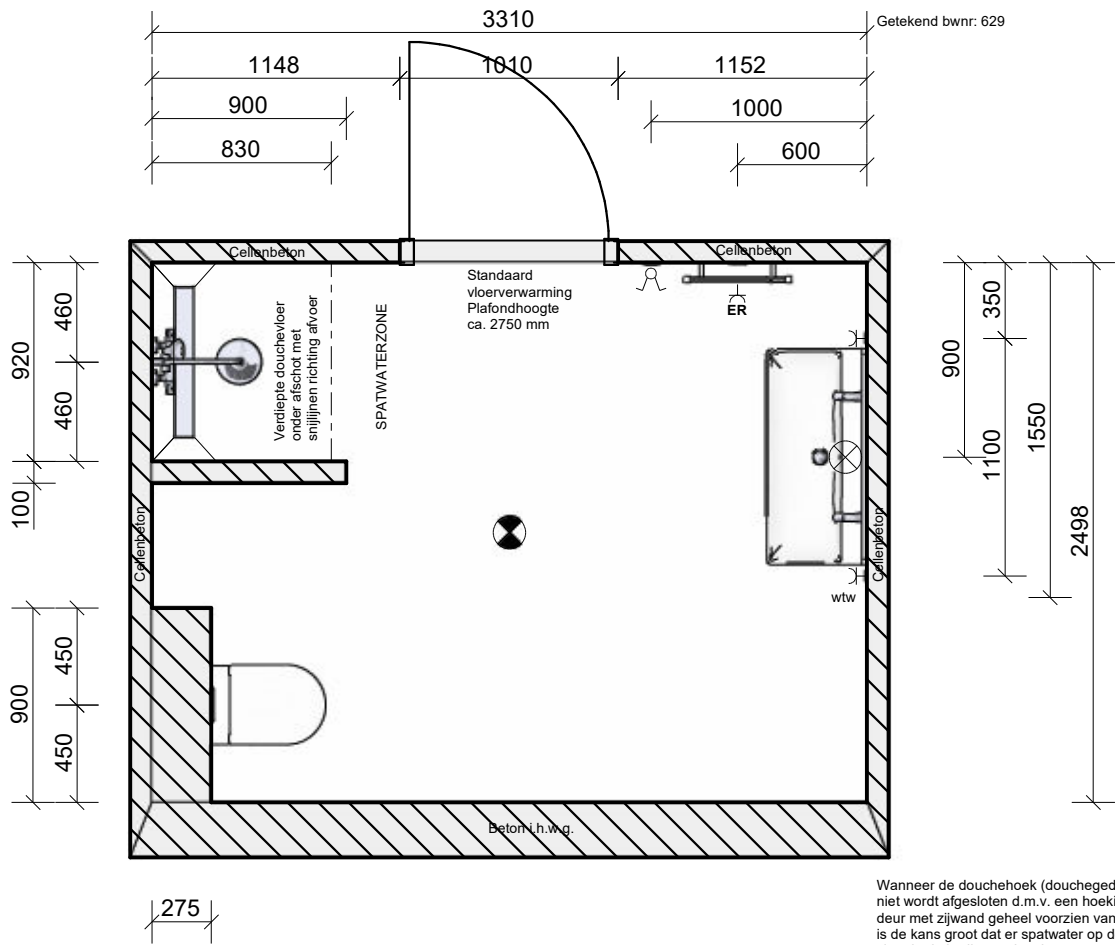 3310
Getekend bwnr: 629
1148
1010
1152
900
1000
830
600
Cellenbeton
Cellenbeton
Standaard
vloerverwarming
Plafondhoogte
ca. 2750 mm
ER
460
920
460
100
Verdiepte douchevloer
onder afschot met
snijlijnen richting afvoer
SPATWATERZONE
350
900
1100
1550
2498
Cellenbeton
Cellenbeton
wtw
450
900
450
Beton i.h.w.g.
275
Wanneer de douchehoek (doucheged
niet wordt afgesloten d.m.v. een hoeki
deur met zijwand geheel voorzien van
is de kans groot dat er spatwater op d